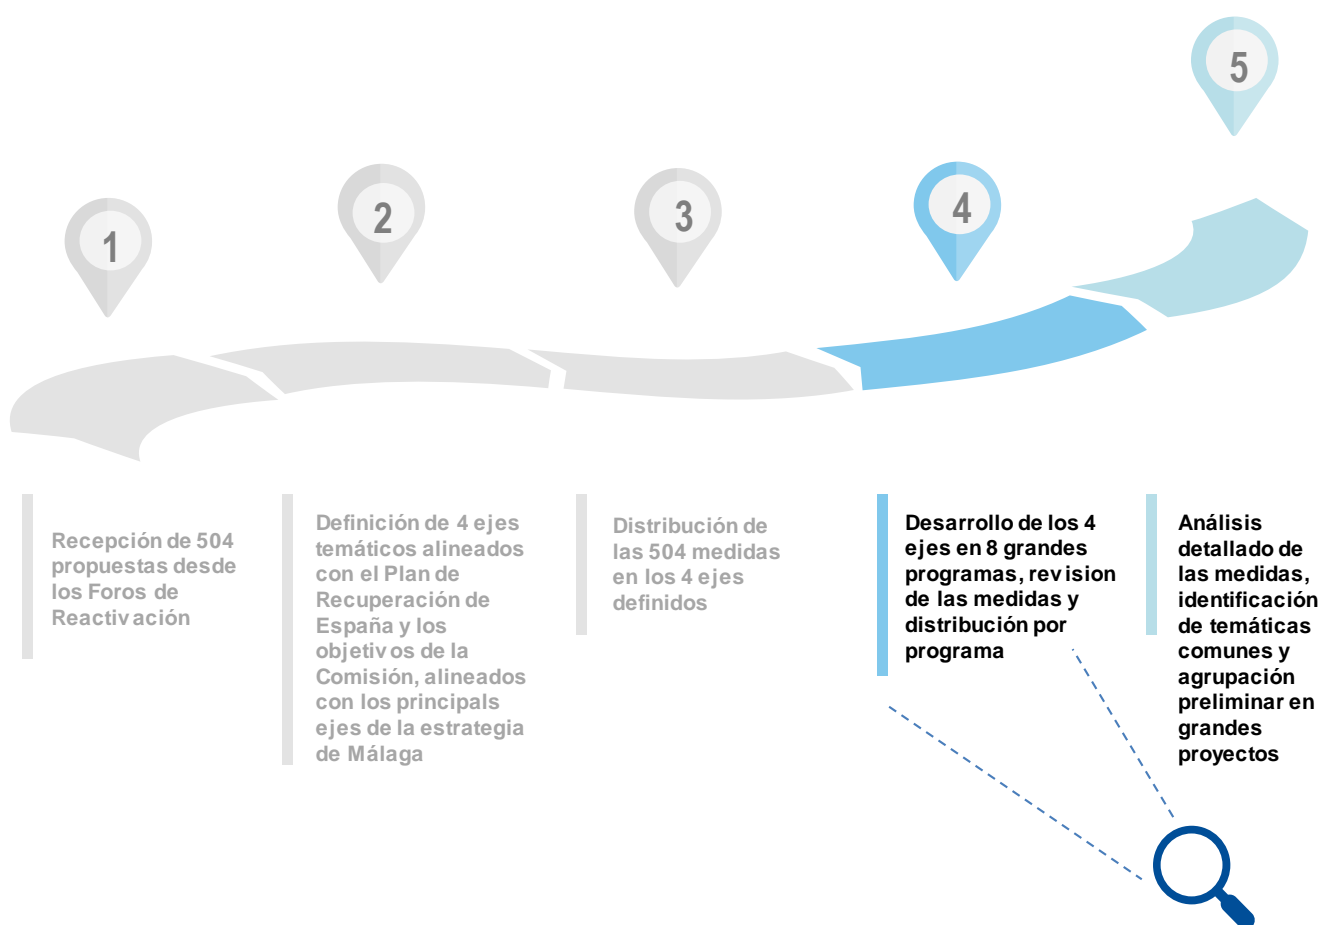 1
2
3
4
5
Recepción de 504
propuestas desde
los Foros de
Reactivación
Definición de 4 ejes
temáticos alineados
con el Plan de
Recuperación de
España y los
objetivos de la
Comisión, alineados
con los principals
ejes de la estrategia
de Málaga
Distribución de
las 504 medidas
en los 4 ejes
definidos
Desarrollo de los 4
ejes en 8 grandes
programas, revision
de las medidas y
distribución por
programa
Análisis
detallado de
las medidas,
identificación
de temáticas
comunes y
agrupación
preliminar en
grandes
proyectos